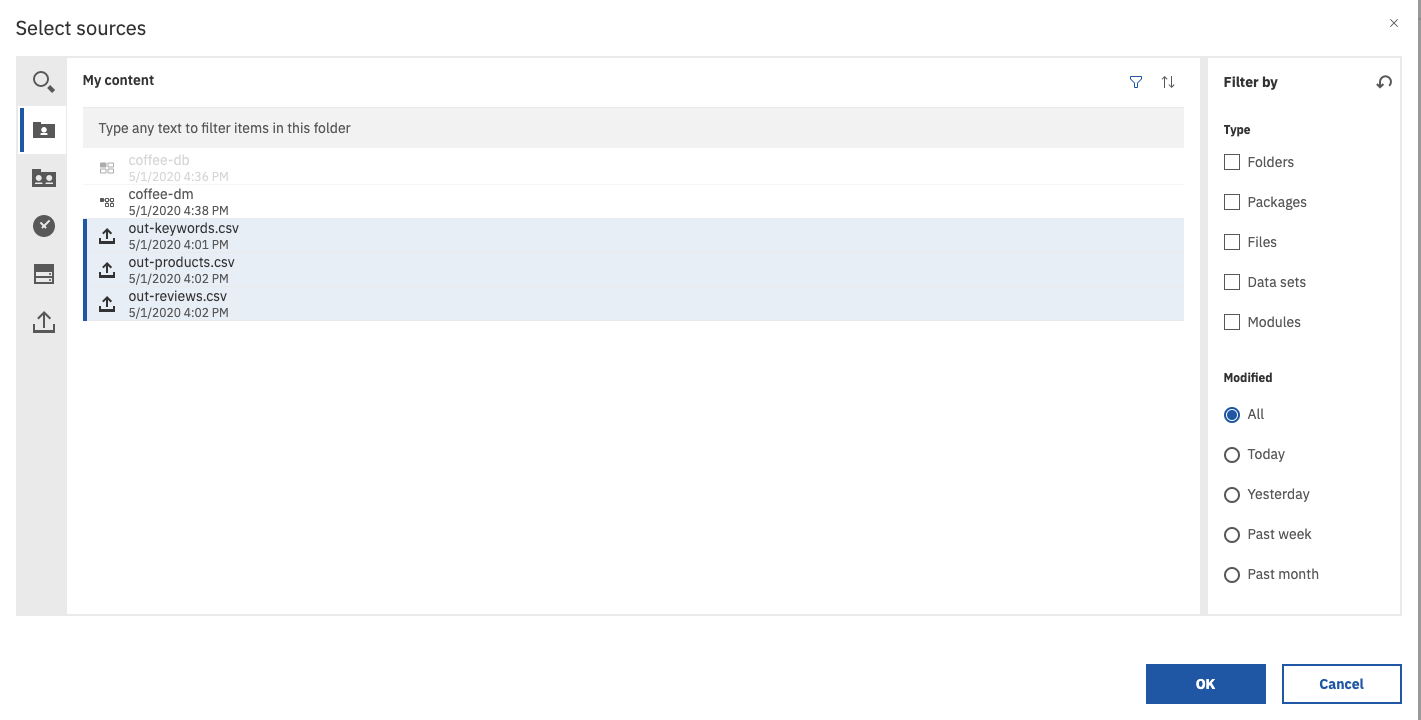 Select sources
My content
Type any text to filter items in this folder
coffee-db
5/1/2020 4:36 PM
coffee-dm
5/1/2020 4:38 PM
out-keywords.csv
5/1/2020 4:01 PM
out-products.csv
5/1/2020 4:02 PM
out-reviews.csv
5/1/2020 4:02 PM
Filter by
Type
Folders
Packages
Files
Data sets
Modules
Modified
All
Today
Yesterday
Past week
Past month
OK
Cancel